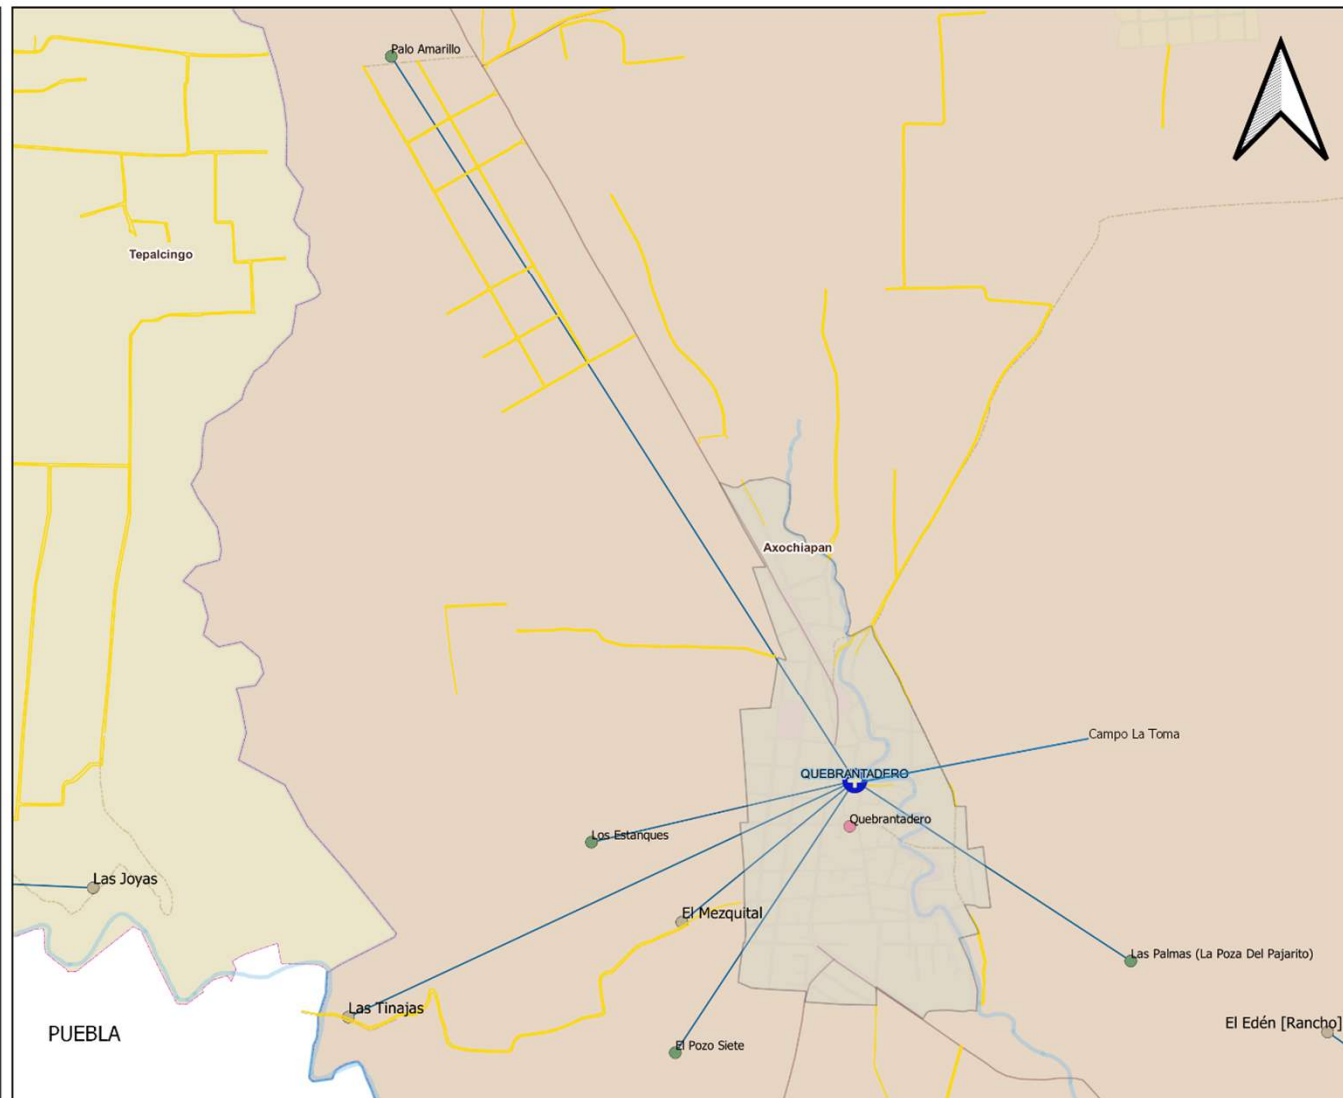 Palo Amarillo
Tepalcingo
Axochiapan
Campo La Toma
QUEBRANTADERO
Quebrantadero
Los Estanques
Las Joyas
El Mezquital
Las Palmas (La Poza Del Pajarito)
Las Tinajas
El Edén [Rancho]
PUEBLA
El Pozo Siete